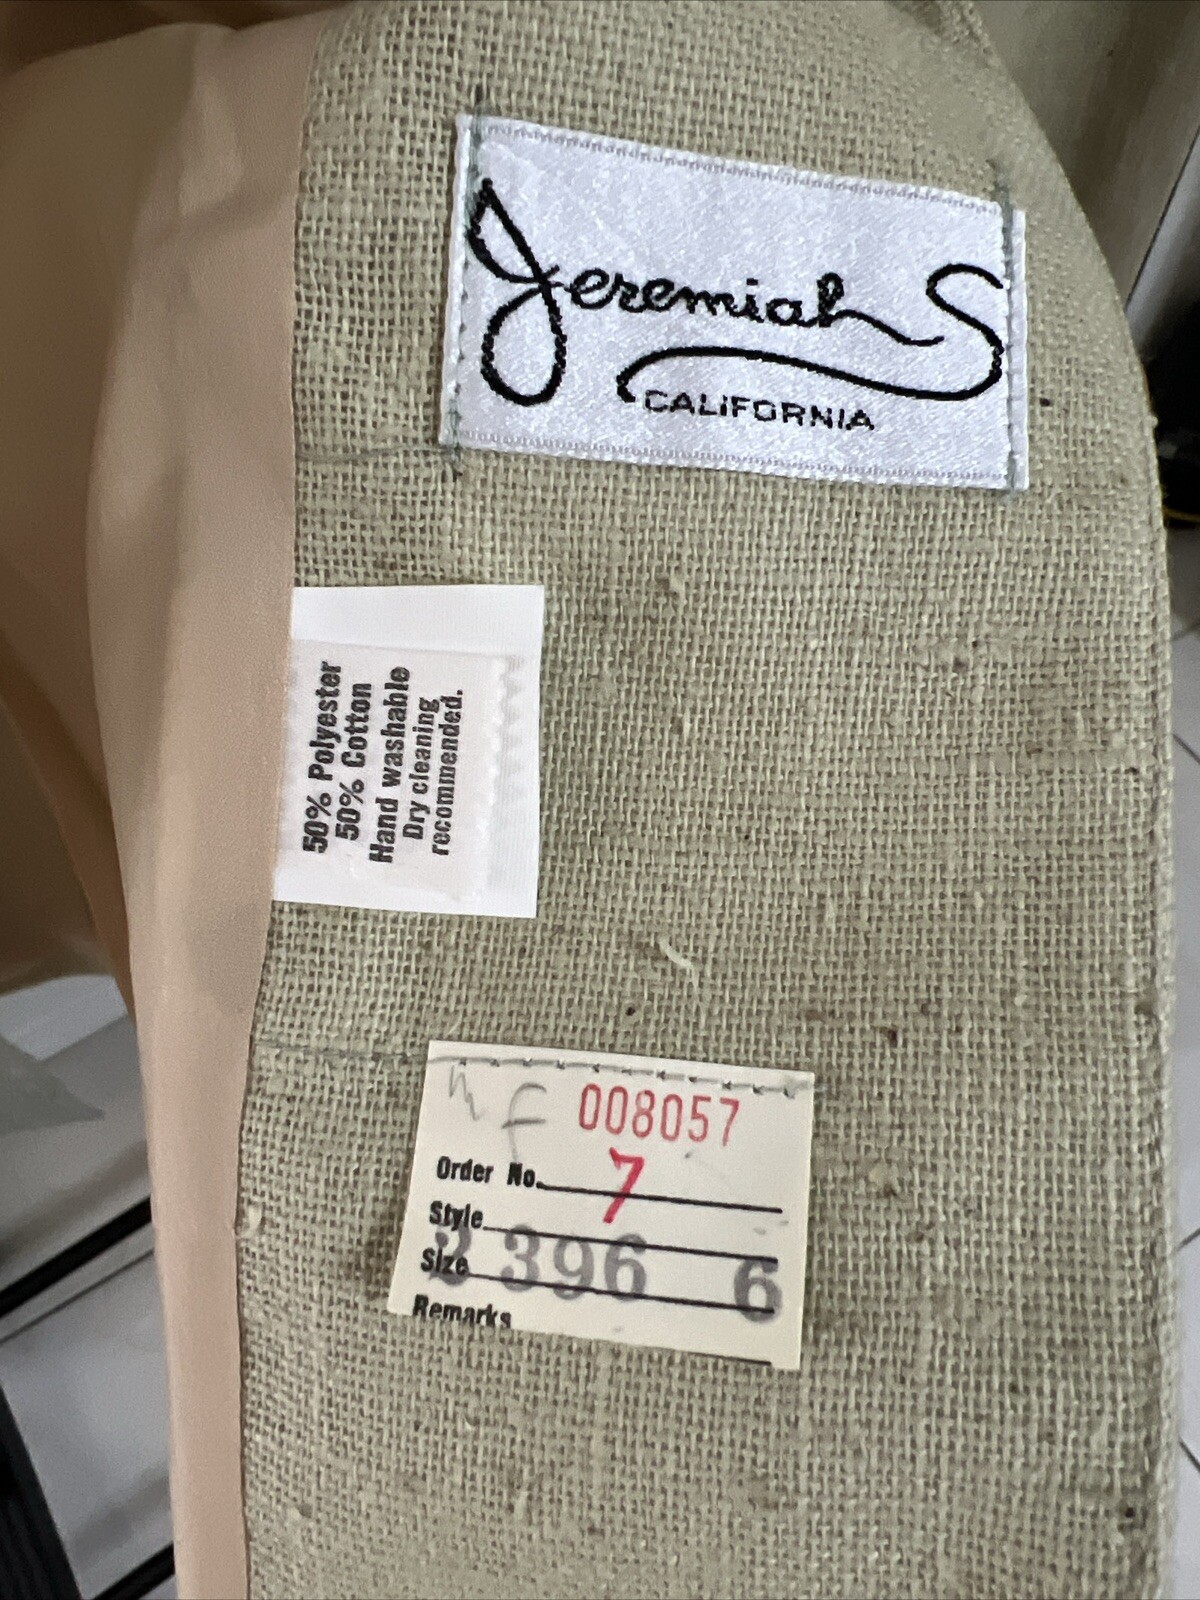 Jeremiah S
CALIFORNIA
50% Polyester
50% Cotton
Hand washable
Dry cleaning
recommended.
008057
Order No. 7
Style
2396 6
Size
Remarks